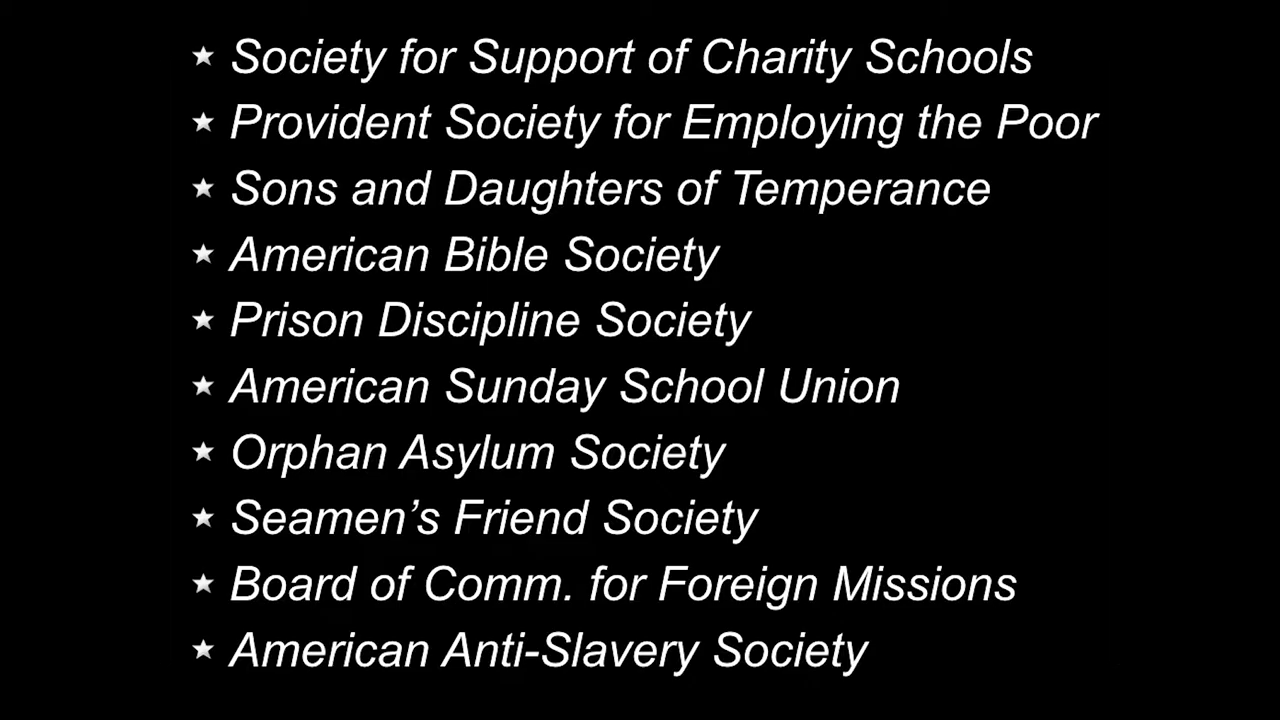 ★ Society for Support of Charity Schools
★ Provident Society for Employing the Poor
★ Sons and Daughters of Temperance
★ American Bible Society
★ Prison Discipline Society
★ American Sunday School Union
★ Orphan Asylum Society
★ Seamen’s Friend Society
★ Board of Comm. for Foreign Missions
★ American Anti-Slavery Society